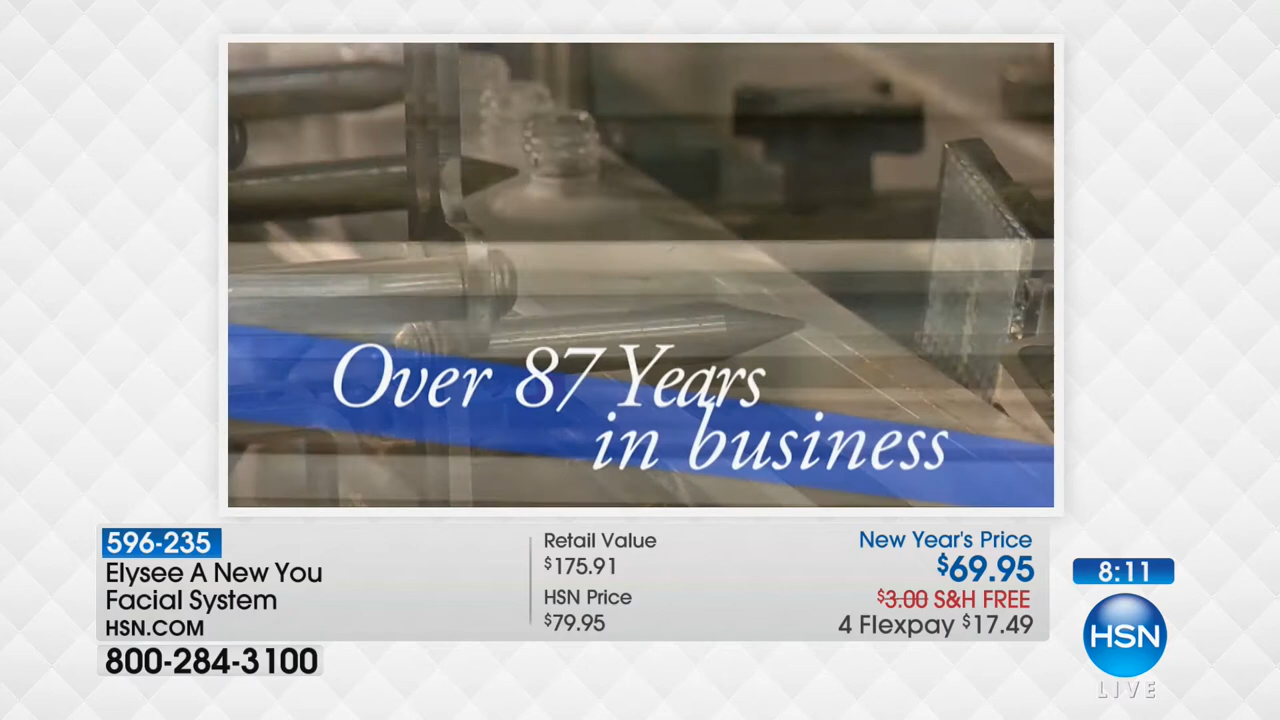 Over 87 Years
in business
596-235
Elysee A New You
Facial System
HSN.COM
800-284-3100
Retail Value
$175.91
HSN Price
$79.95
New Year's Price
$69.95
$3.00 S&H FREE
4 Flexpay $17.49
8:11
HSN
LIVE